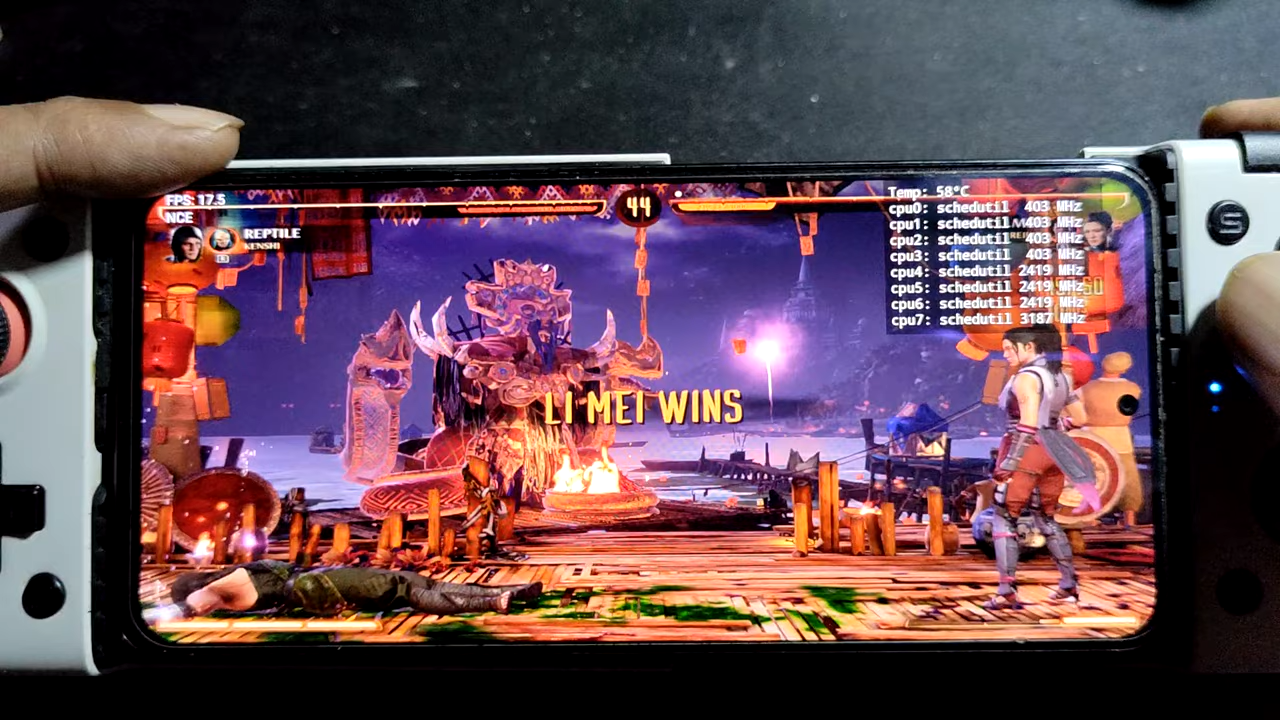 FPS: 17.5
NCE
REPTILE
KENSHI
44
Temp: 58°C
cpu0: schedutil 403 MHz
cpu1: schedutil 403 MHz
cpu2: schedutil 403 MHz
cpu3: schedutil 403 MHz
cpu4: schedutil 2419 MHz
cpu5: schedutil 2419 MHz
cpu6: schedutil 2419 MHz
cpu7: schedutil 3187 MHz
LI MEI WINS
S